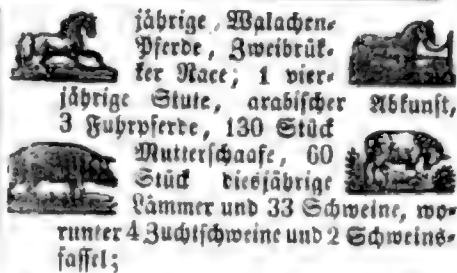 jährige Walachen-
Pferde, Zweibrük-
ker Race; 1 vier-
jährige Stute, arabischer Abkunft,
3 Fuhrpferde, 130 Stück
Mutterschaafe, 60
Stück diesjährige
Lämmer und 33 Schweine, wo-
runter 4 Zuchtschweine und 2 Schweins-
fassel;